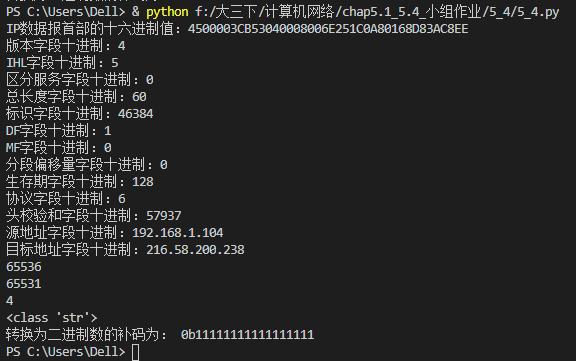 PS C:\Users\Dell> & python f:/大三下/计算机网络/chap5.1_5.4_小组作业/5_4/5_4.py
IP数据报首部的十六进制值：4500003CB53040008006E251C0A80168D83AC8EE
版本字段十进制：4
IHL字段十进制：5
区分服务字段十进制：0
总长度字段十进制：60
标识字段十进制：46384
DF字段十进制：1
MF字段十进制：0
分段偏移量字段十进制：0
生存期字段十进制：128
协议字段十进制：6
头校验和字段十进制：57937
源地址字段十进制：192.168.1.104
目标地址字段十进制：216.58.200.238
65536
65531
4
<class 'str'>
转换为二进制数的补码为： 0b11111111111111111
PS C:\Users\Dell>